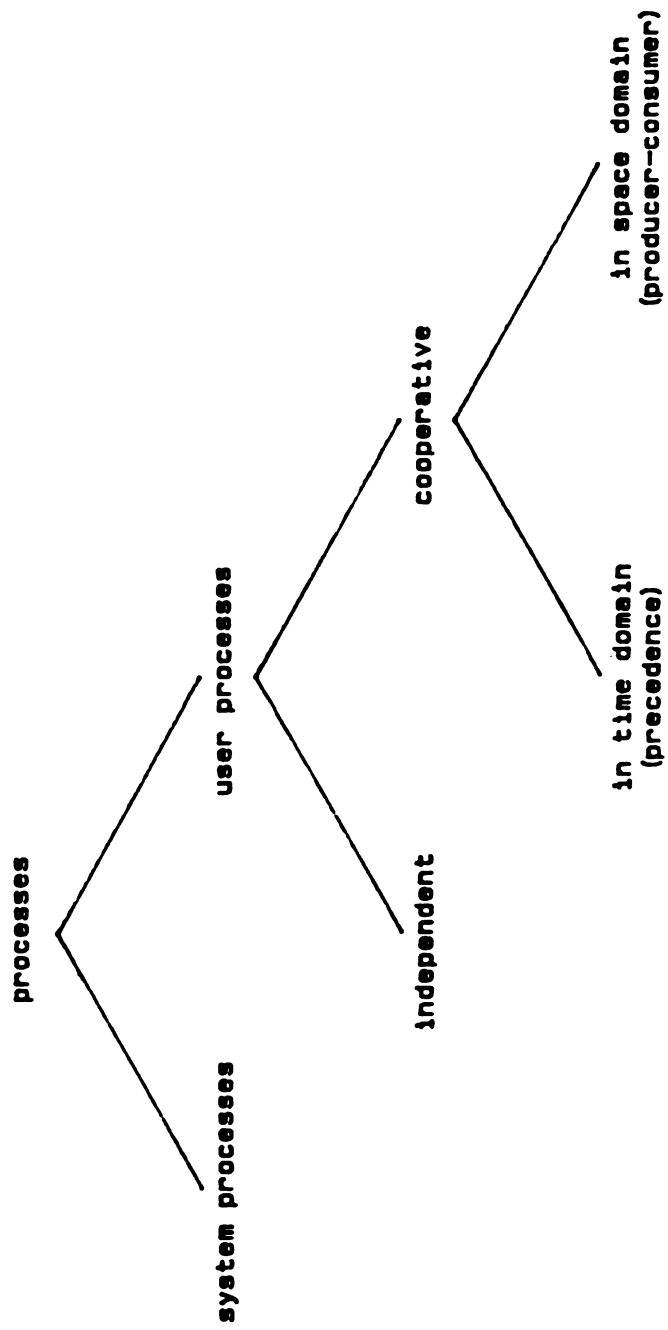 processes
system processes
user processes
independent
cooperative
in time domain
(precedence)
in space domain
(producer-consumer)